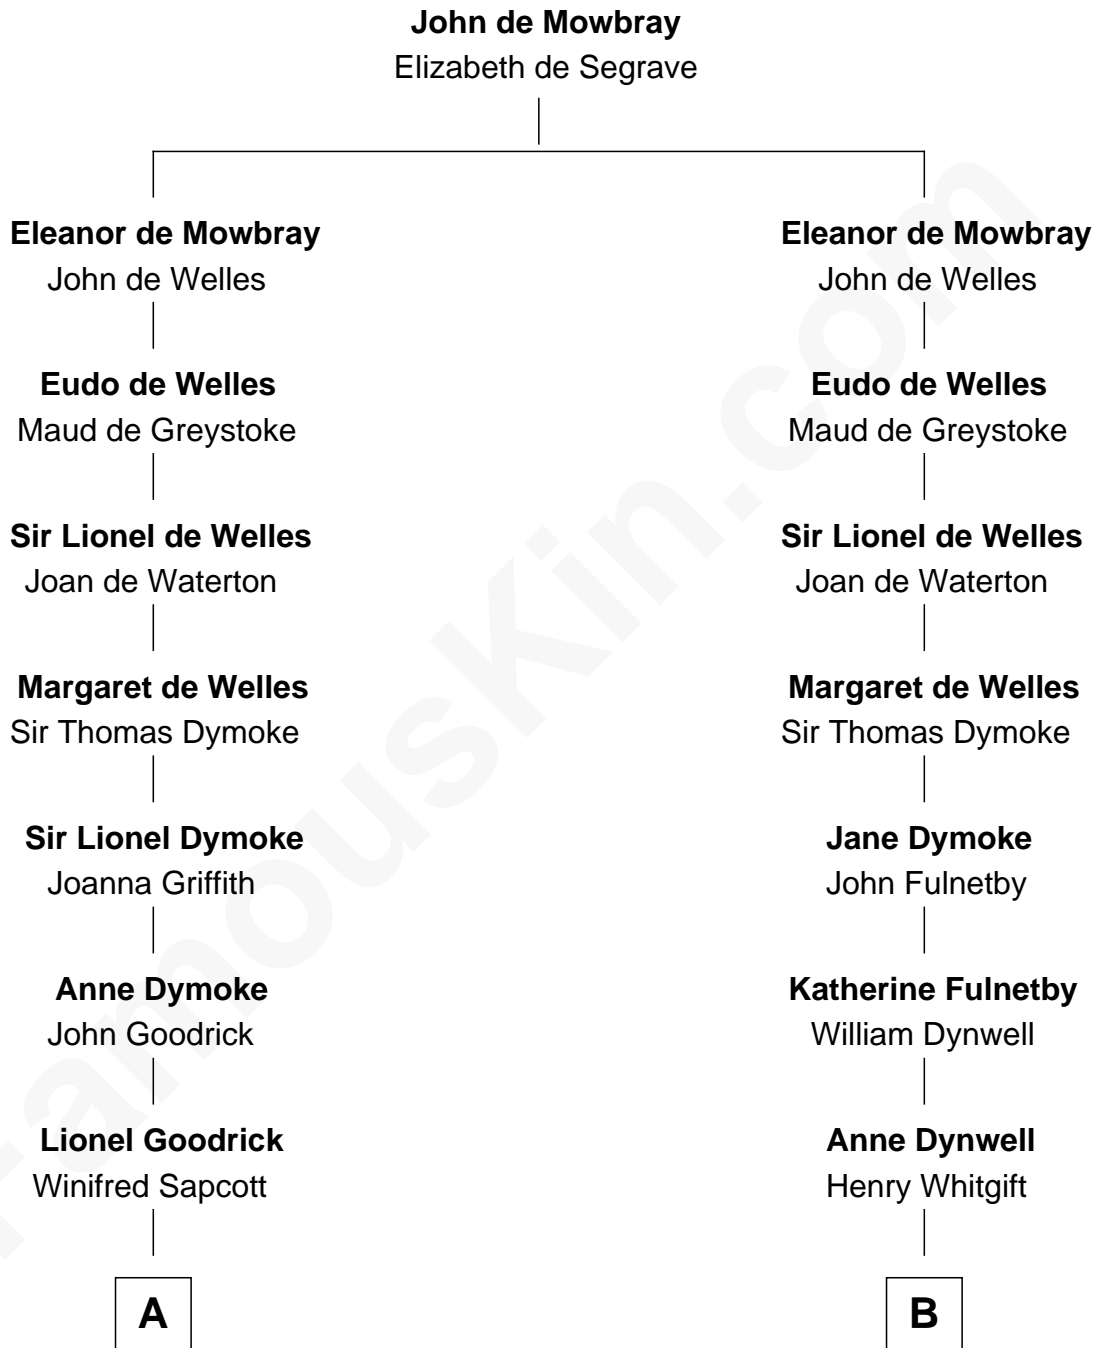 John de Mowbray
Elizabeth de Segrave
Eleanor de Mowbray
John de Welles
Eudo de Welles
Maud de Greystoke
Sir Lionel de Welles
Joan de Waterton
Margaret de Welles
Sir Thomas Dymoke
Sir Lionel Dymoke
Joanna Griffith
Anne Dymoke
John Goodrick
Lionel Goodrick
Winifred Sapcott
A
Eleanor de Mowbray
John de Welles
Eudo de Welles
Maud de Greystoke
Sir Lionel de Welles
Joan de Waterton
Margaret de Welles
Sir Thomas Dymoke
Jane Dymoke
John Fulnetby
Katherine Fulnetby
William Dynwell
Anne Dynwell
Henry Whitgift
B
FamousKin.com